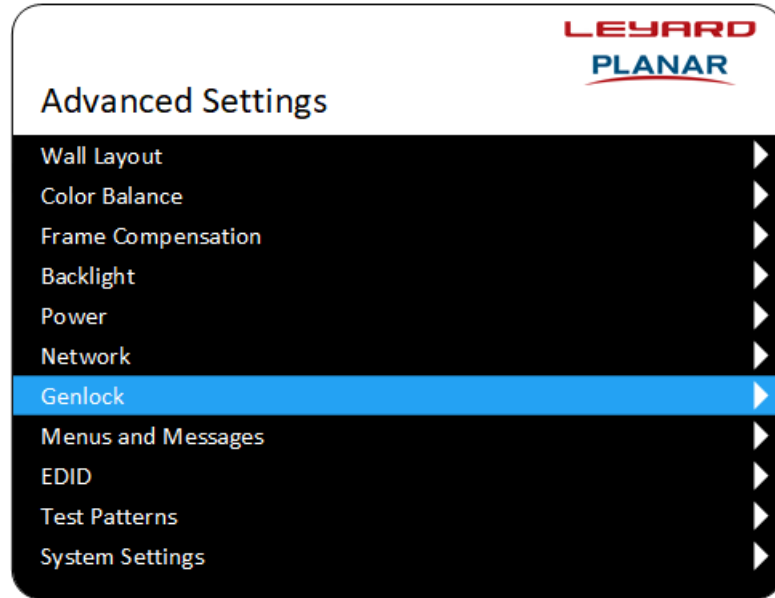 LEYARD
PLANAR
Advanced Settings
Wall Layout
Color Balance
Frame Compensation
Backlight
Power
Network
Genlock
Menus and Messages
EDID
Test Patterns
System Settings